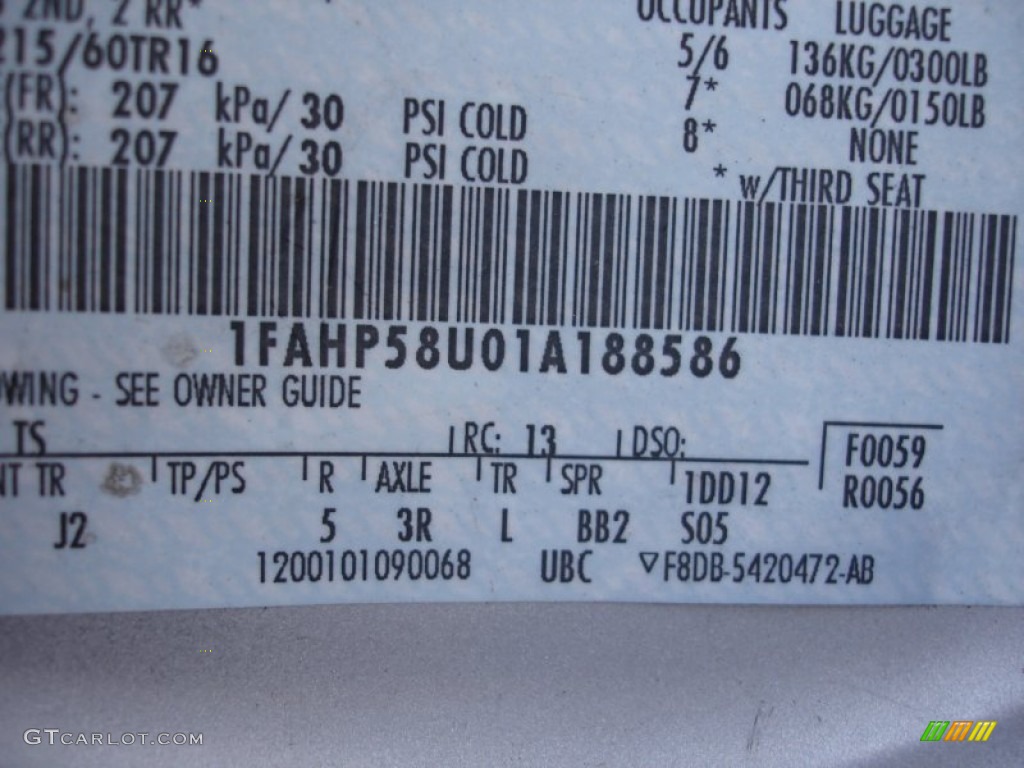 2ND, 2 RR*
215/60TR16
OCCUPANTS LUGGAGE
5/6 136KG/0300LB
7* 068KG/0150LB
8* NONE
* w/THIRD SEAT
(FR): 207 kPa/ 30 PSI COLD
(RR): 207 kPa/ 30 PSI COLD
1FAHP58U01A188586
OWING - SEE OWNER GUIDE
TS RC: 13 DSO:
NT TR TP/PS R AXLE TR SPR 1DD12
F0059
R0056
J2 5 3R L BB2 S05
1200101090068 UBC ▽F8DB-5420472-AB
GTCARLOT.COM